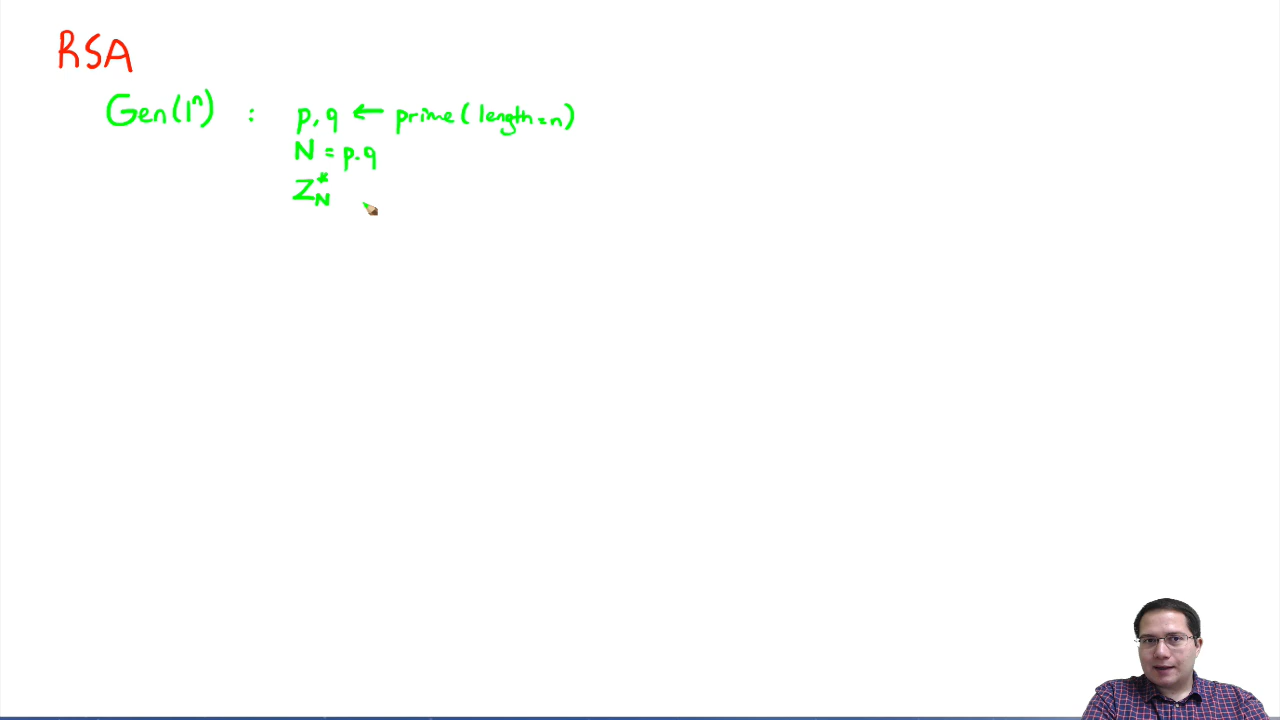 RSA
Gen(1ⁿ) : p, q ← prime(length=n)
N = p.q
Z*_N